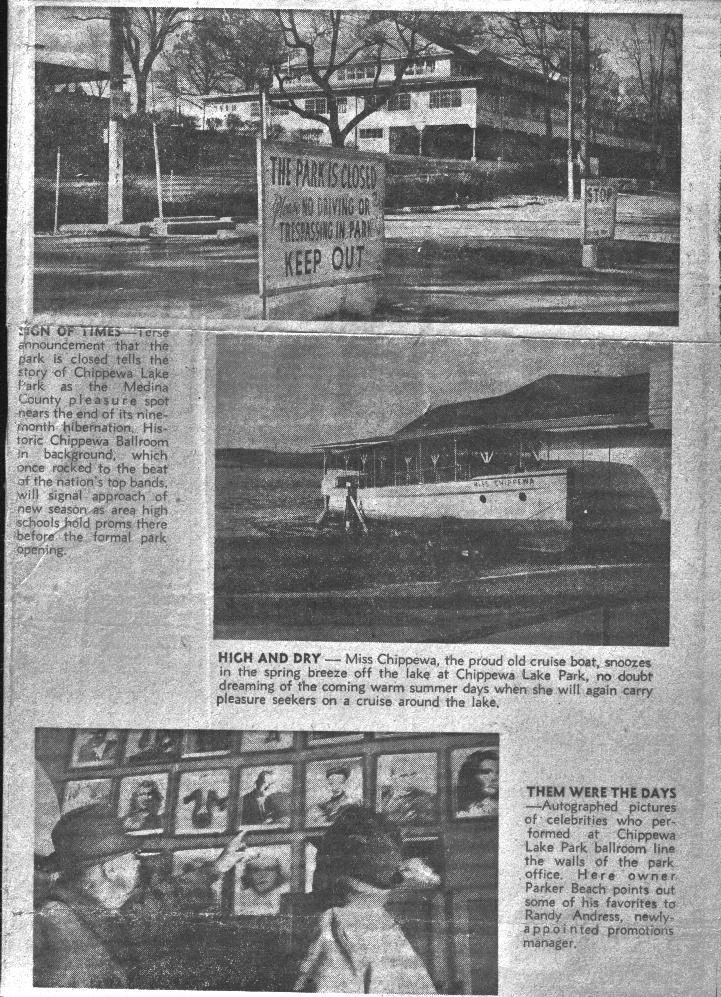 THE PARK IS CLOSED
Please NO DRIVING OR
TRESPASSING IN PARK
KEEP OUT
STOP
SIGN OF TIMES—Terse
announcement that the
park is closed tells the
story of Chippewa Lake
Park as the Medina
County pleasure spot
nears the end of its nine-
month hibernation. His-
toric Chippewa Ballroom
in background, which
once rocked to the beat
of the nation's top bands,
will signal approach of
new season as area high
schools hold proms there
before the formal park
opening.
MISS CHIPPEWA
HIGH AND DRY — Miss Chippewa, the proud old cruise boat, snoozes
in the spring breeze off the lake at Chippewa Lake Park, no doubt
dreaming of the coming warm summer days when she will again carry
pleasure seekers on a cruise around the lake.
THEM WERE THE DAYS
—Autographed pictures
of celebrities who per-
formed at Chippewa
Lake Park ballroom line
the walls of the park
office. Here owner
Parker Beach points out
some of his favorites to
Randy Andress, newly-
appointed promotions
manager.